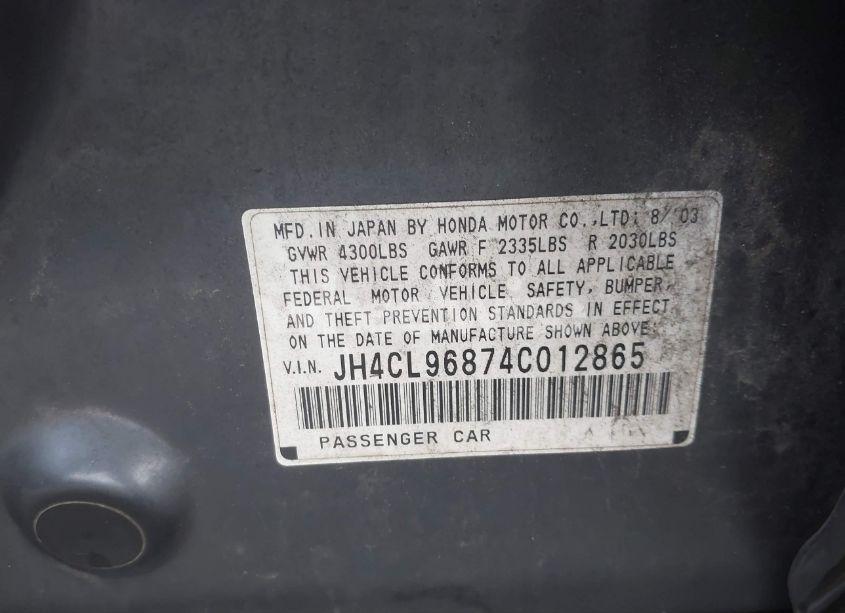 MFD. IN JAPAN BY HONDA MOTOR CO.,LTD; 8/'03
GVWR 4300LBS GAWR F 2335LBS R 2030LBS
THIS VEHICLE CONFORMS TO ALL APPLICABLE
FEDERAL MOTOR VEHICLE SAFETY, BUMPER,
AND THEFT PREVENTION STANDARDS IN EFFECT
ON THE DATE OF MANUFACTURE SHOWN ABOVE.
V.I.N. JH4CL96874C012865
PASSENGER CAR